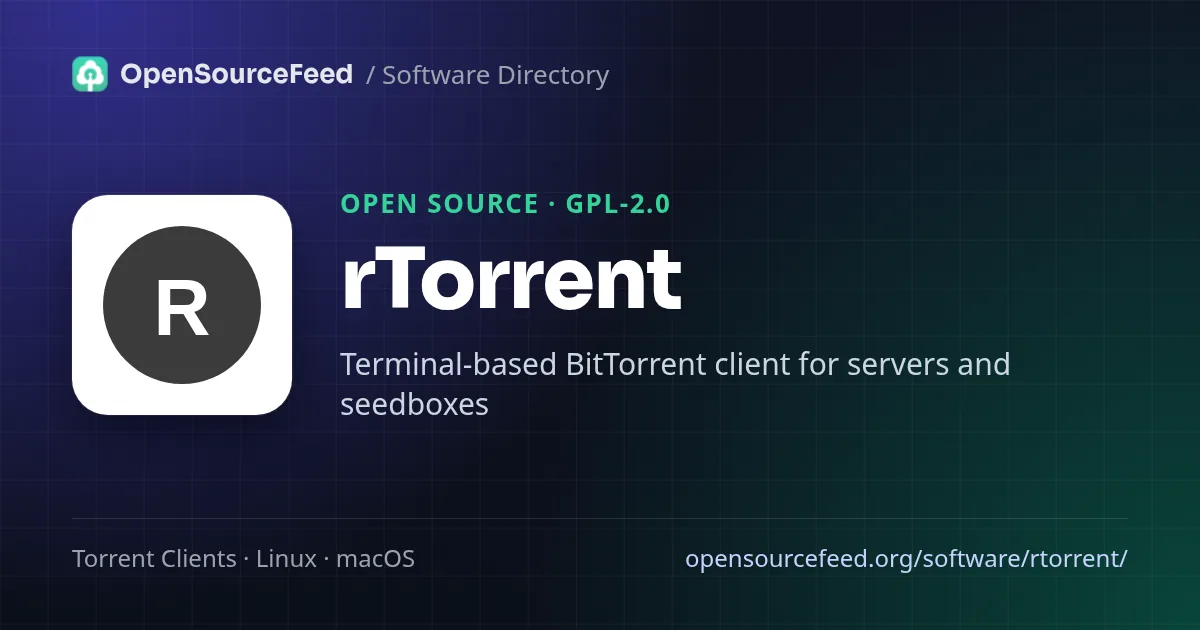 OpenSourceFeed / Software Directory
OPEN SOURCE · GPL-2.0
R
rTorrent
Terminal-based BitTorrent client for servers and
seedboxes
Torrent Clients · Linux · macOS
opensourcefeed.org/software/rtorrent/